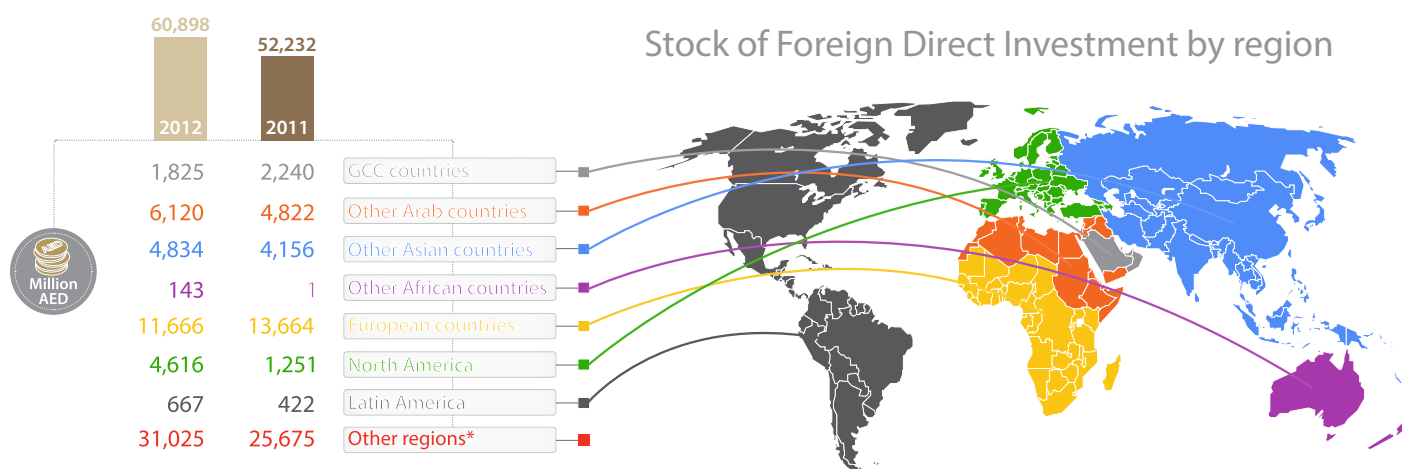 Stock of Foreign Direct Investment by region
60,898
52,232
2012 2011
1,825 2,240 GCC countries
6,120 4,822 Other Arab countries
4,834 4,156 Other Asian countries
Million
AED
143 1 Other African countries
11,666 13,664 European countries
4,616 1,251 North America
667 422 Latin America
31,025 25,675 Other regions*